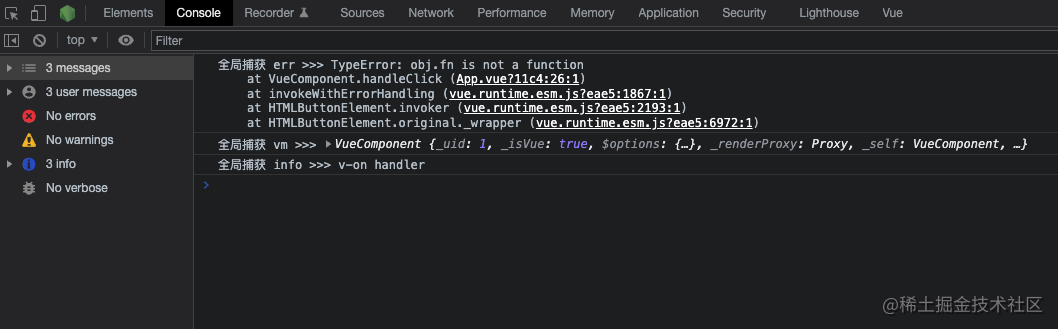 Elements Console Recorder Sources Network Performance Memory Application Security Lighthouse Vue
top Filter
3 messages
3 user messages
No errors
No warnings
3 info
No verbose
全局捕获 err >>> TypeError: obj.fn is not a function
at VueComponent.handleClick (App.vue?11c4:26:1)
at invokeWithErrorHandling (vue.runtime.esm.js?eae5:1867:1)
at HTMLButtonElement.invoker (vue.runtime.esm.js?eae5:2193:1)
at HTMLButtonElement.original._wrapper (vue.runtime.esm.js?eae5:6972:1)
全局捕获 vm >>> VueComponent {_uid: 1, _isVue: true, $options: {…}, _renderProxy: Proxy, _self: VueComponent, …}
全局捕获 info >>> v-on handler
@稀土掘金技术社区